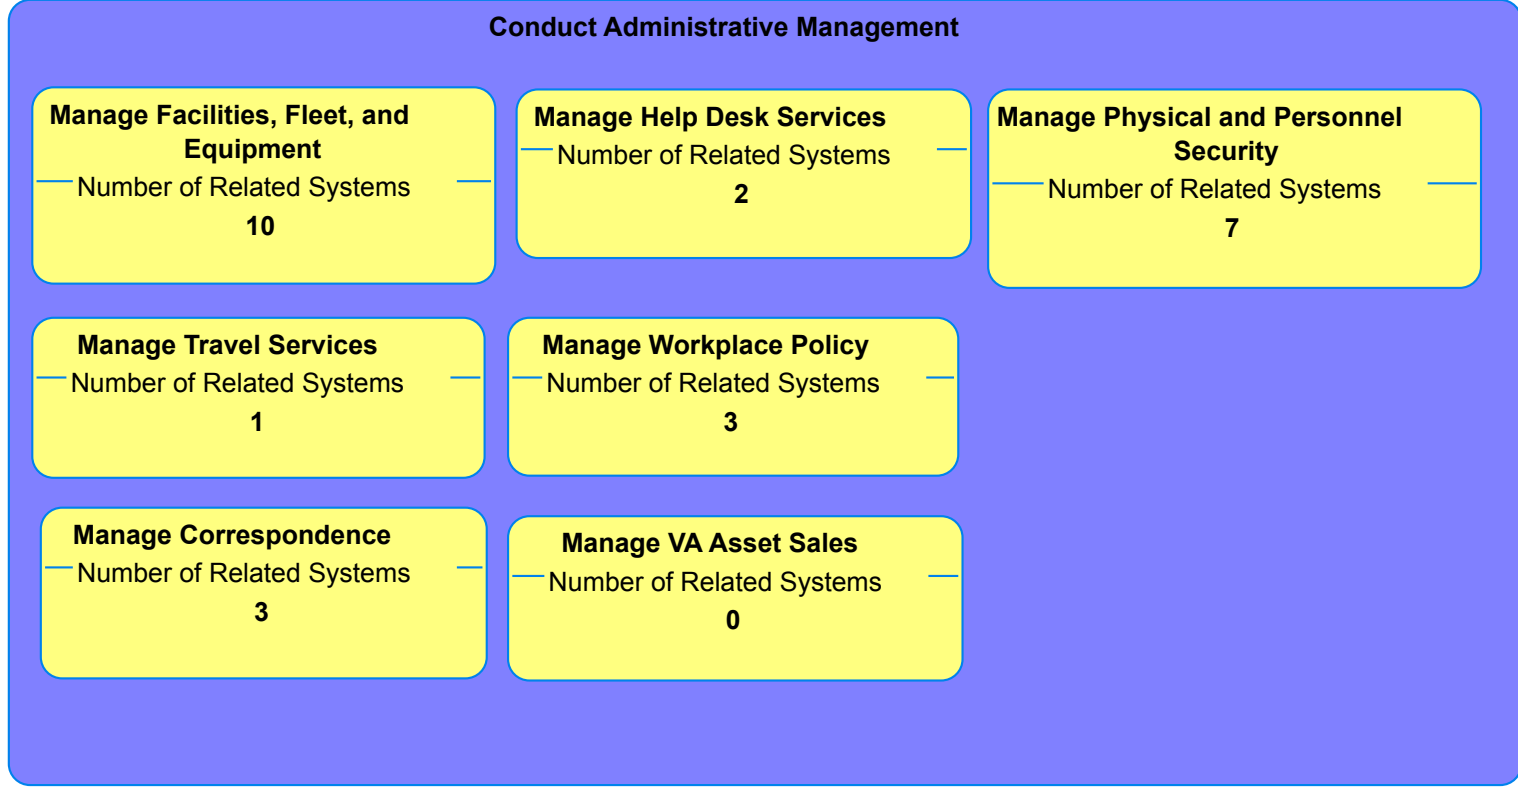 Conduct Administrative Management
Manage Facilities, Fleet, and
Equipment
Number of Related Systems
10
Manage Help Desk Services
Number of Related Systems
2
Manage Physical and Personnel
Security
Number of Related Systems
7
Manage Travel Services
Number of Related Systems
1
Manage Workplace Policy
Number of Related Systems
3
Manage Correspondence
Number of Related Systems
3
Manage VA Asset Sales
Number of Related Systems
0